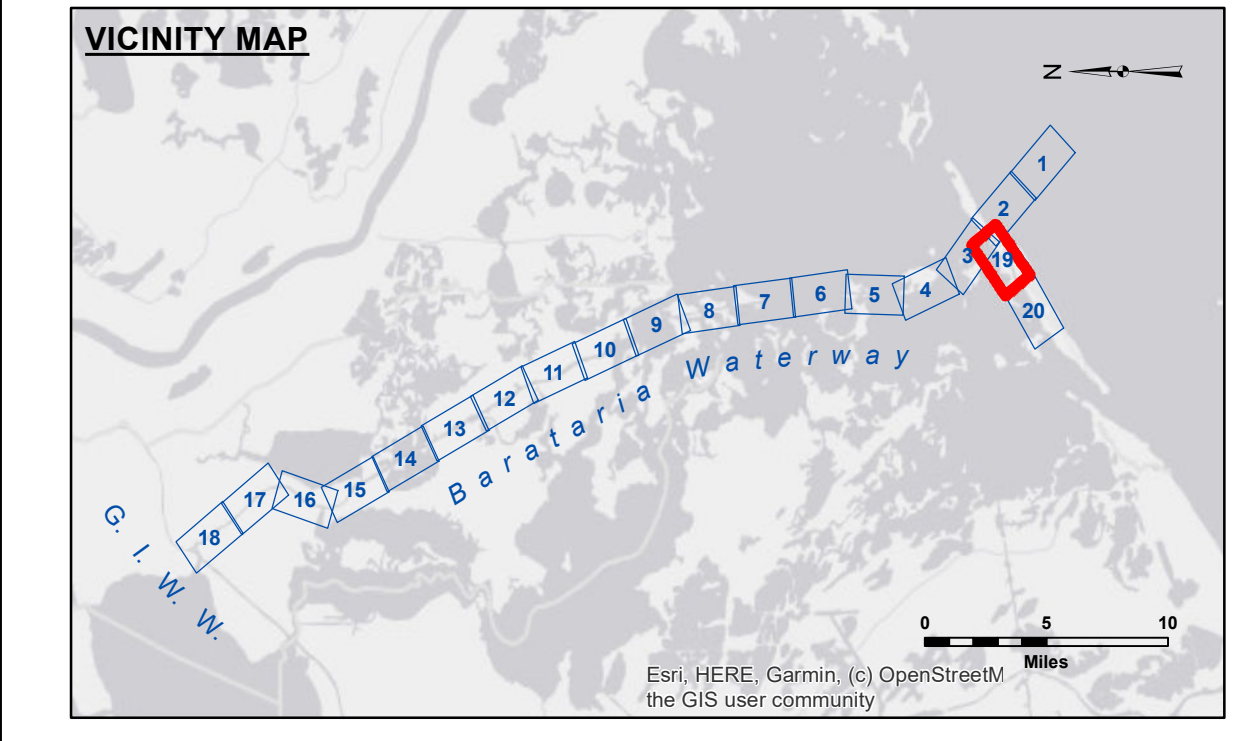 VICINITY MAP
N
1
2
3
19
4
5
6
7
8
20
9
10
11
12
13
14
15
16
17
18
Barataria Waterway
G. I. W. W.
0 5 10
Miles
Esri, HERE, Garmin, (c) OpenStreetM
the GIS user community